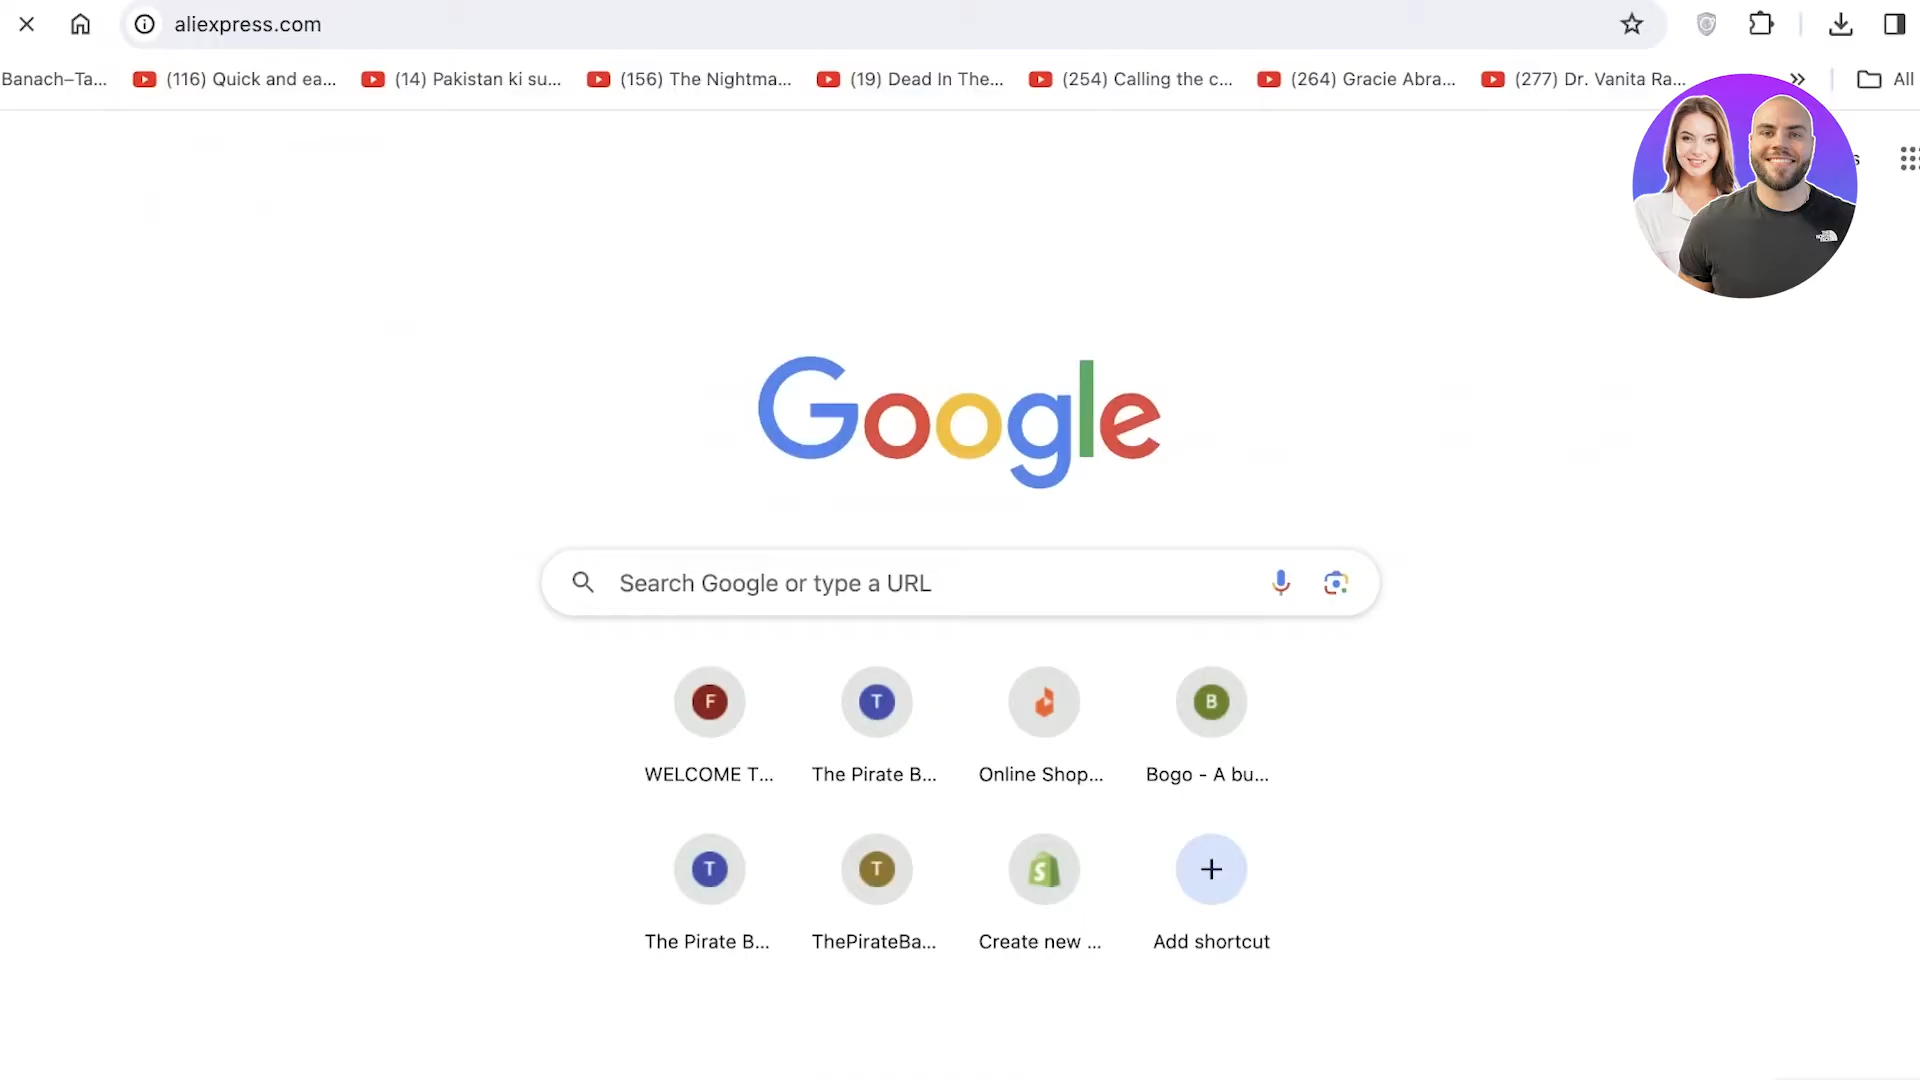 aliexpress.com
Banach–Ta... (116) Quick and ea... (14) Pakistan ki su... (156) The Nightma... (19) Dead In The... (254) Calling the c... (264) Gracie Abra... (277) Dr. Vanita Ra... » All
Google
Search Google or type a URL
F T B
WELCOME T... The Pirate B... Online Shop... Bogo - A bu...
T T S
The Pirate B... ThePirateBa... Create new ... Add shortcut